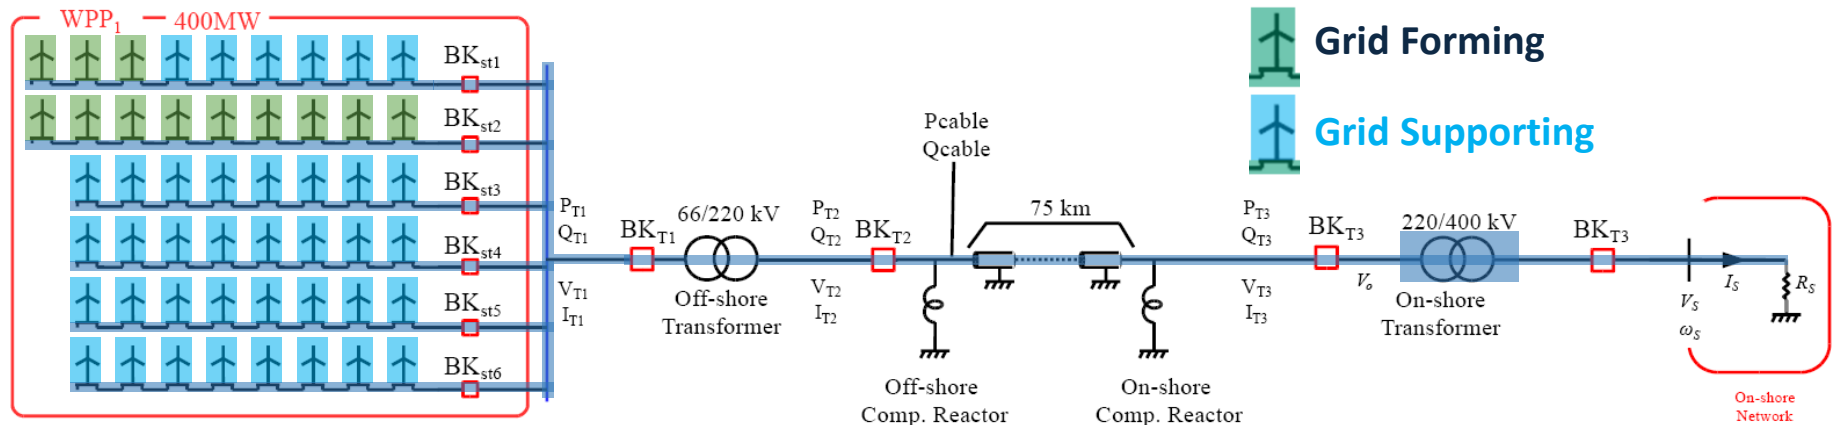 WPP1 400MW
BKst1
BKst2
BKst3
BKst4
BKst5
BKst6
PT1
QT1
VT1
IT1
BKT1
66/220 kV
Off-shore
Transformer
PT2
QT2
VT2
IT2
BKT2
Pcable
Qcable
75 km
Off-shore
Comp. Reactor
On-shore
Comp. Reactor
PT3
QT3
VT3
IT3
BKT3
Vo
220/400 kV
On-shore
Transformer
BKT3
VS
ωS
IS
RS
On-shore
Network
Grid Forming
Grid Supporting